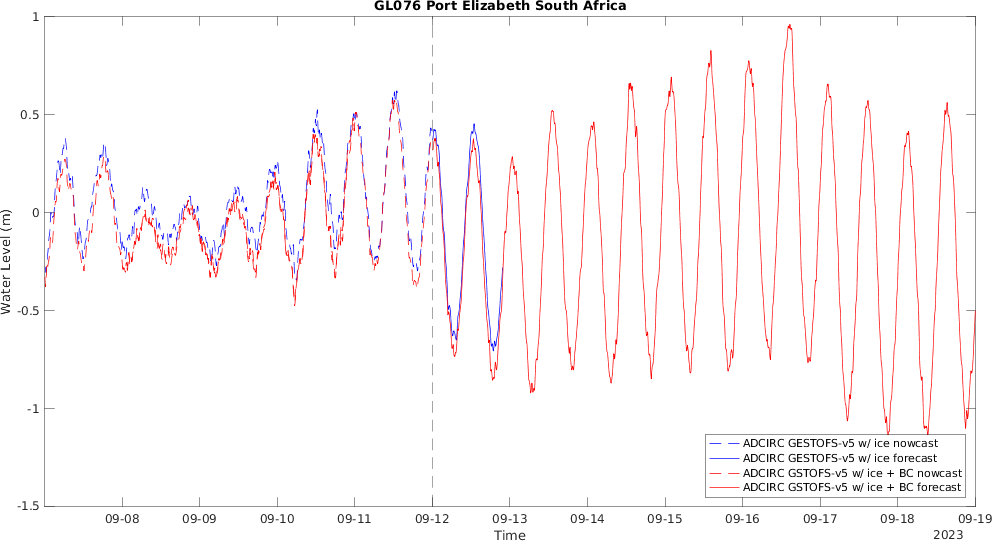 GL076 Port Elizabeth South Africa
Water Level (m)
1
0.5
0
-0.5
-1
-1.5
ADCIRC GESTOFS-v5 w/ ice nowcast
ADCIRC GESTOFS-v5 w/ ice forecast
ADCIRC GSTOFS-v5 w/ ice + BC nowcast
ADCIRC GSTOFS-v5 w/ ice + BC forecast
09-08 09-09 09-10 09-11 09-12 09-13 09-14 09-15 09-16 09-17 09-18 09-19
Time
2023